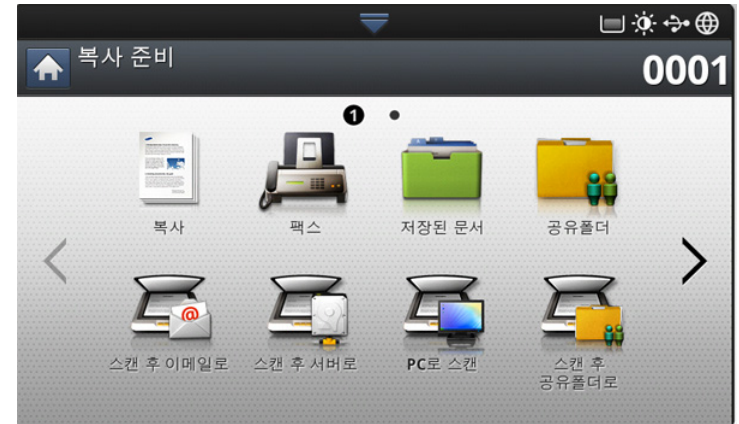 복사 준비
0001
1
복사
팩스
저장된 문서
공유폴더
스캔 후 이메일로
스캔 후 서버로
PC로 스캔
스캔 후
공유폴더로